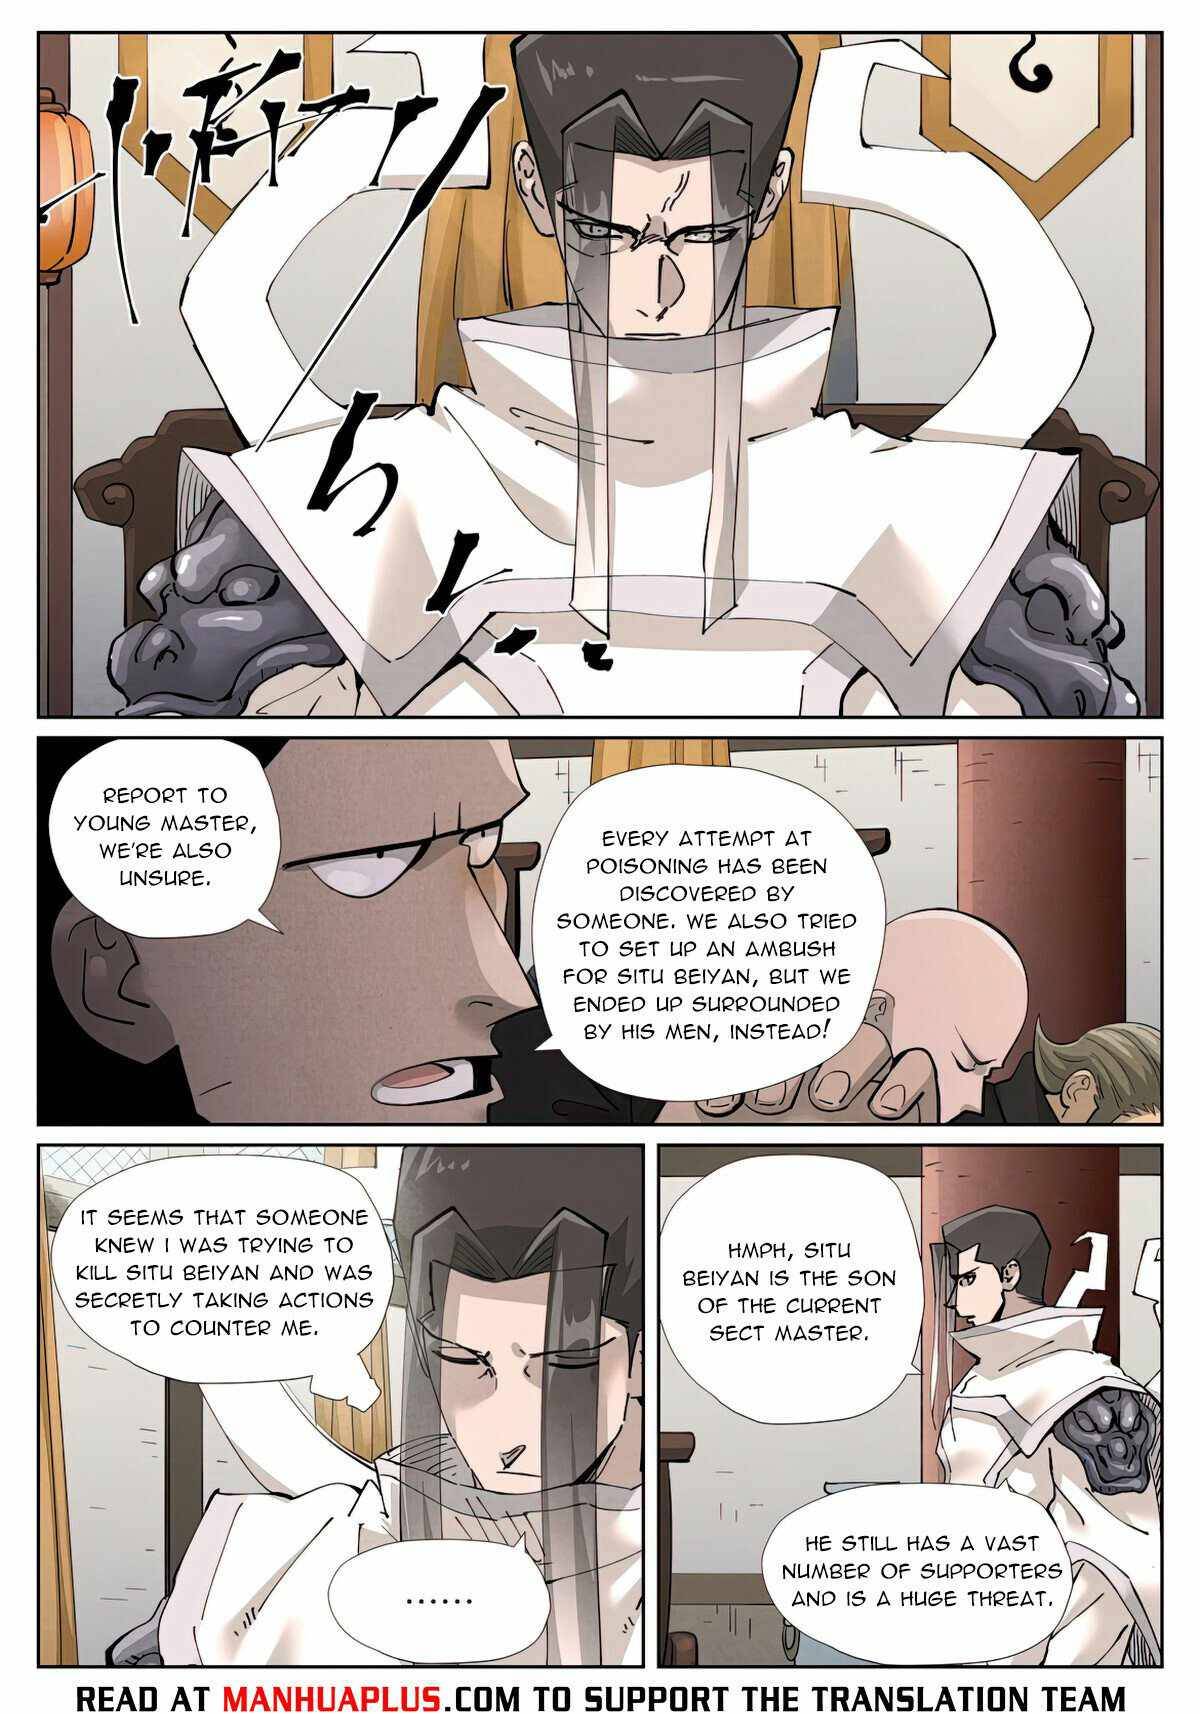 REPORT TO
YOUNG MASTER,
WE'RE ALSO
UNSURE.
EVERY ATTEMPT AT
POISONING HAS BEEN
DISCOVERED BY
SOMEONE. WE ALSO TRIED
TO SET UP AN AMBUSH
FOR SITU BEIYAN, BUT WE
ENDED UP SURROUNDED
BY HIS MEN, INSTEAD!
IT SEEMS THAT SOMEONE
KNEW I WAS TRYING TO
KILL SITU BEIYAN AND WAS
SECRETLY TAKING ACTIONS
TO COUNTER ME.
......
HMPH, SITU
BEIYAN IS THE SON
OF THE CURRENT
SECT MASTER.
HE STILL HAS A VAST
NUMBER OF SUPPORTERS
AND IS A HUGE THREAT.
READ AT MANHUAPLUS.COM TO SUPPORT THE TRANSLATION TEAM